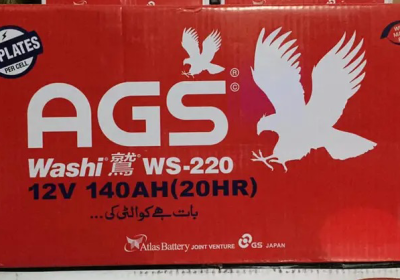 PLATES
PER CELL
AGS
Washi 鷲 WS-220
12V 140AH(20HR)
بات ہے کوالٹی کی...
Atlas Battery JOINT VENTURE GS JAPAN